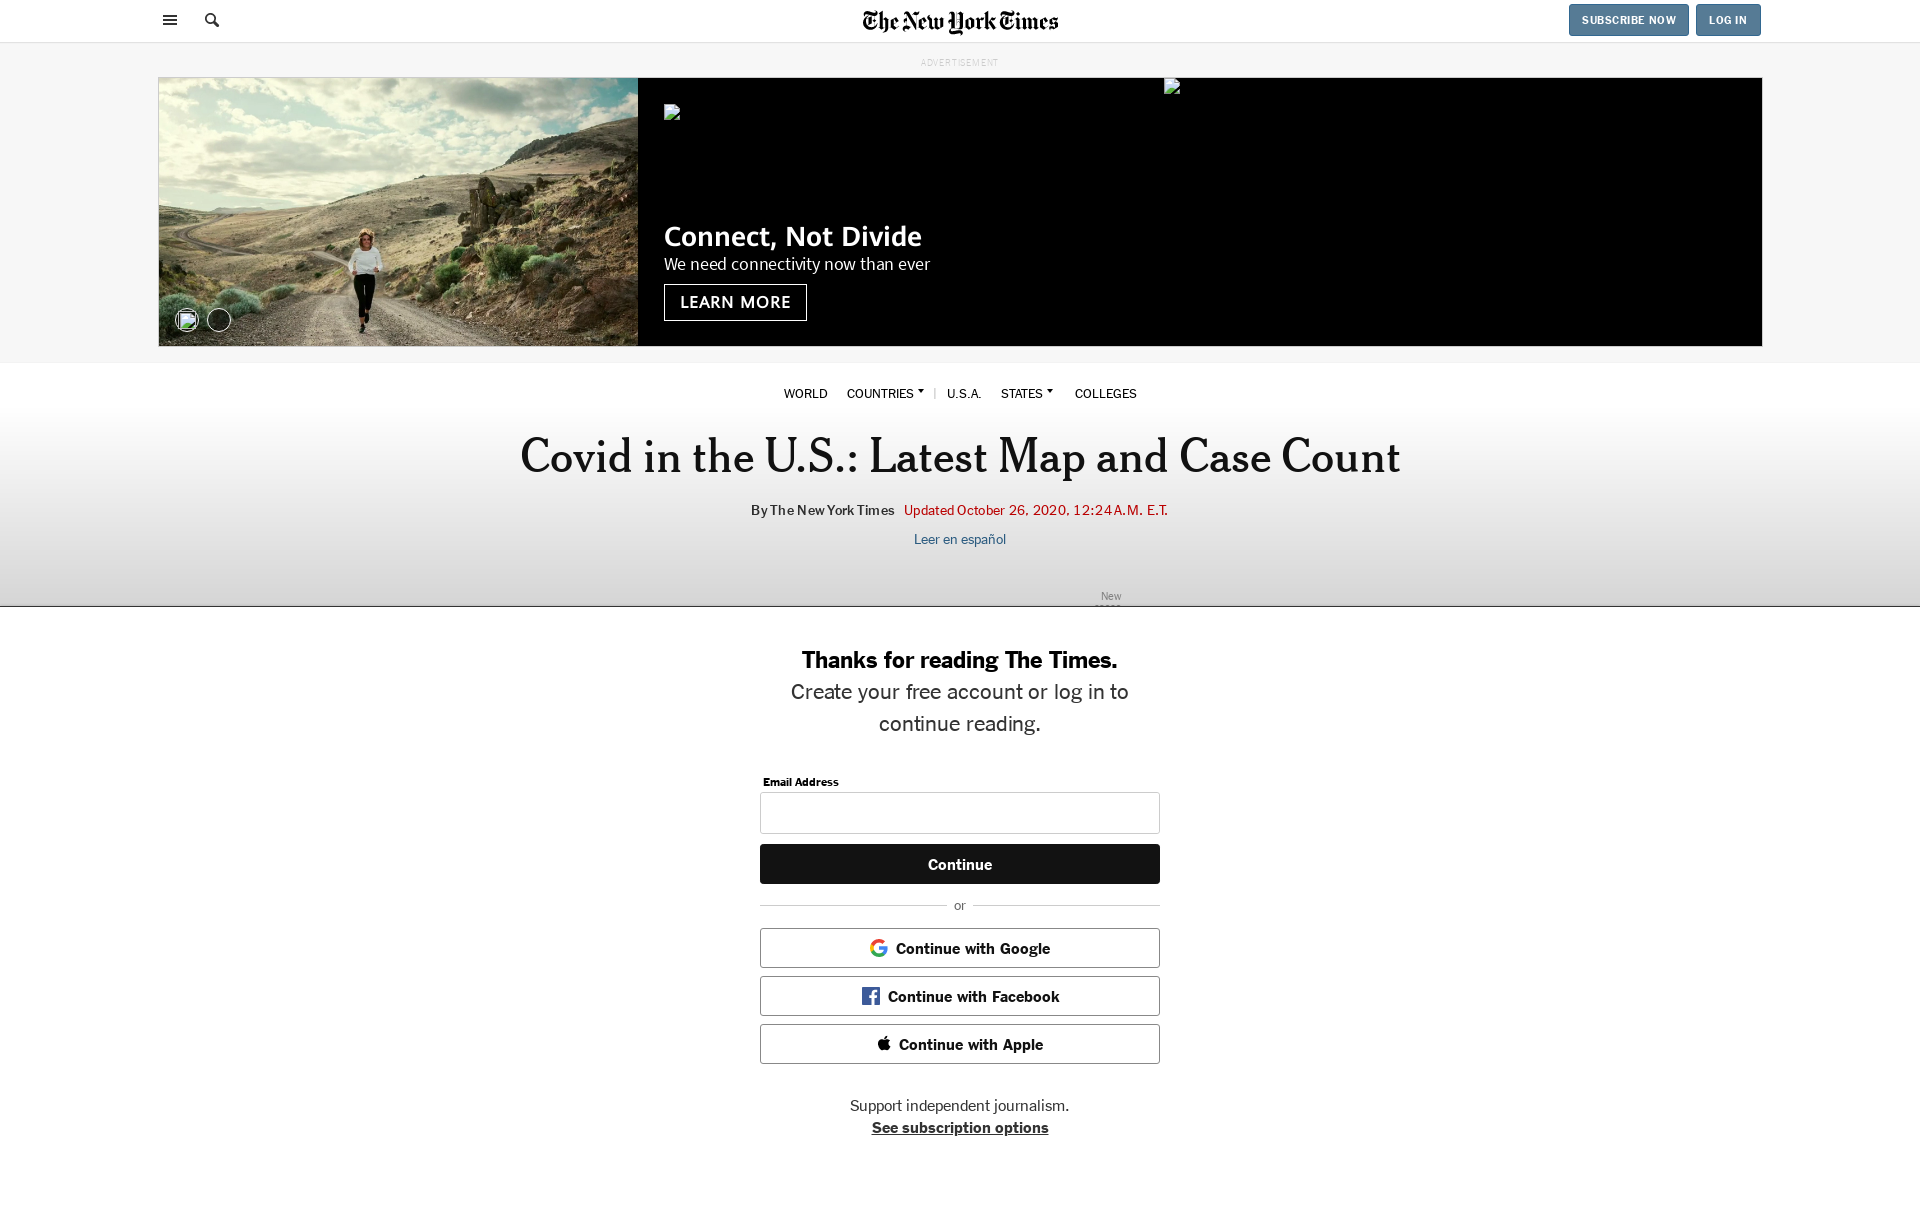 The New York Times
SUBSCRIBE NOW
LOG IN
ADVERTISEMENT
Connect, Not Divide
We need connectivity now than ever
LEARN MORE
WORLD COUNTRIES | U.S.A. STATES COLLEGES
Covid in the U.S.: Latest Map and Case Count
By The New York Times Updated October 26, 2020, 12:24 A.M. E.T.
Leer en español
New
Thanks for reading The Times.
Create your free account or log in to
continue reading.
Email Address
Continue
or
Continue with Google
Continue with Facebook
Continue with Apple
Support independent journalism.
See subscription options